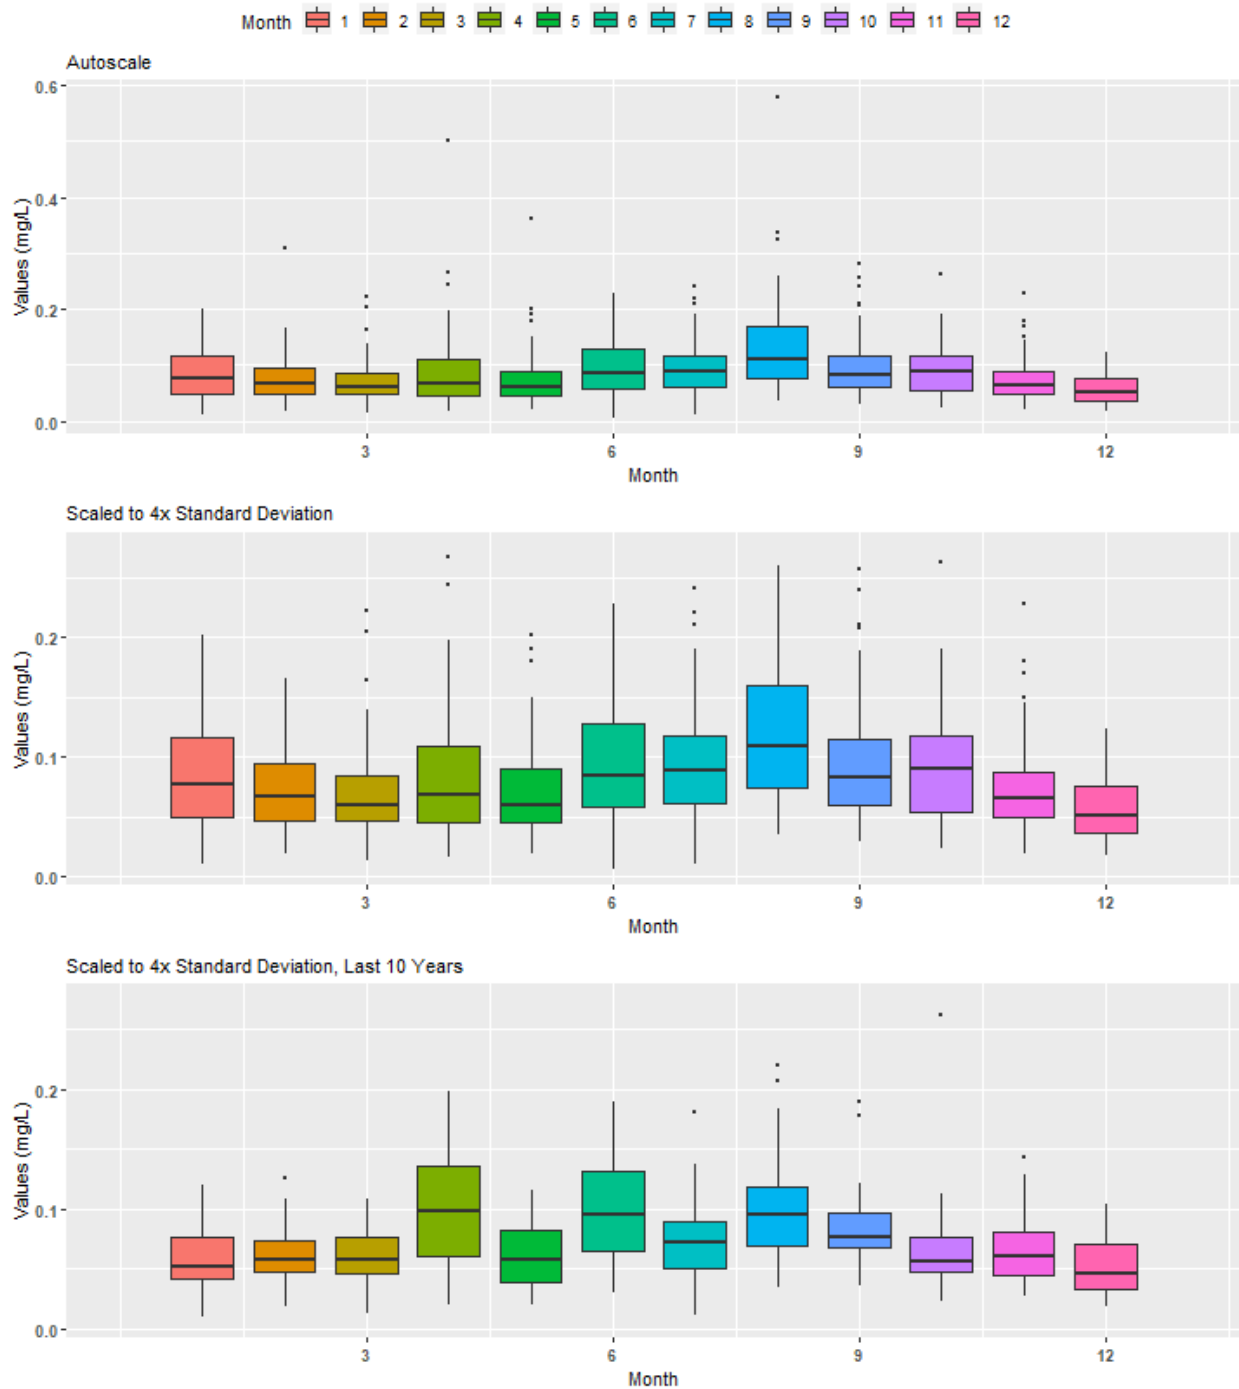 Month 1 2 3 4 5 6 7 8 9 10 11 12
Autoscale
Values (mg/L)
0.6
0.4
0.2
0.0
3 6 9 12
Month
Scaled to 4x Standard Deviation
Values (mg/L)
0.2
0.1
0.0
3 6 9 12
Month
Scaled to 4x Standard Deviation, Last 10 Years
Values (mg/L)
0.2
0.1
0.0
3 6 9 12
Month